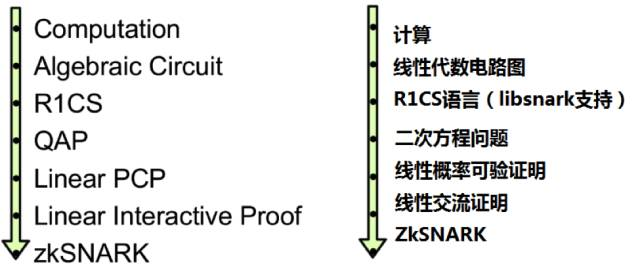 Computation
Algebraic Circuit
R1CS
QAP
Linear PCP
Linear Interactive Proof
zkSNARK
计算
线性代数电路图
R1CS语言（libsnark支持）
二次方程问题
线性概率可验证明
线性交流证明
ZkSNARK